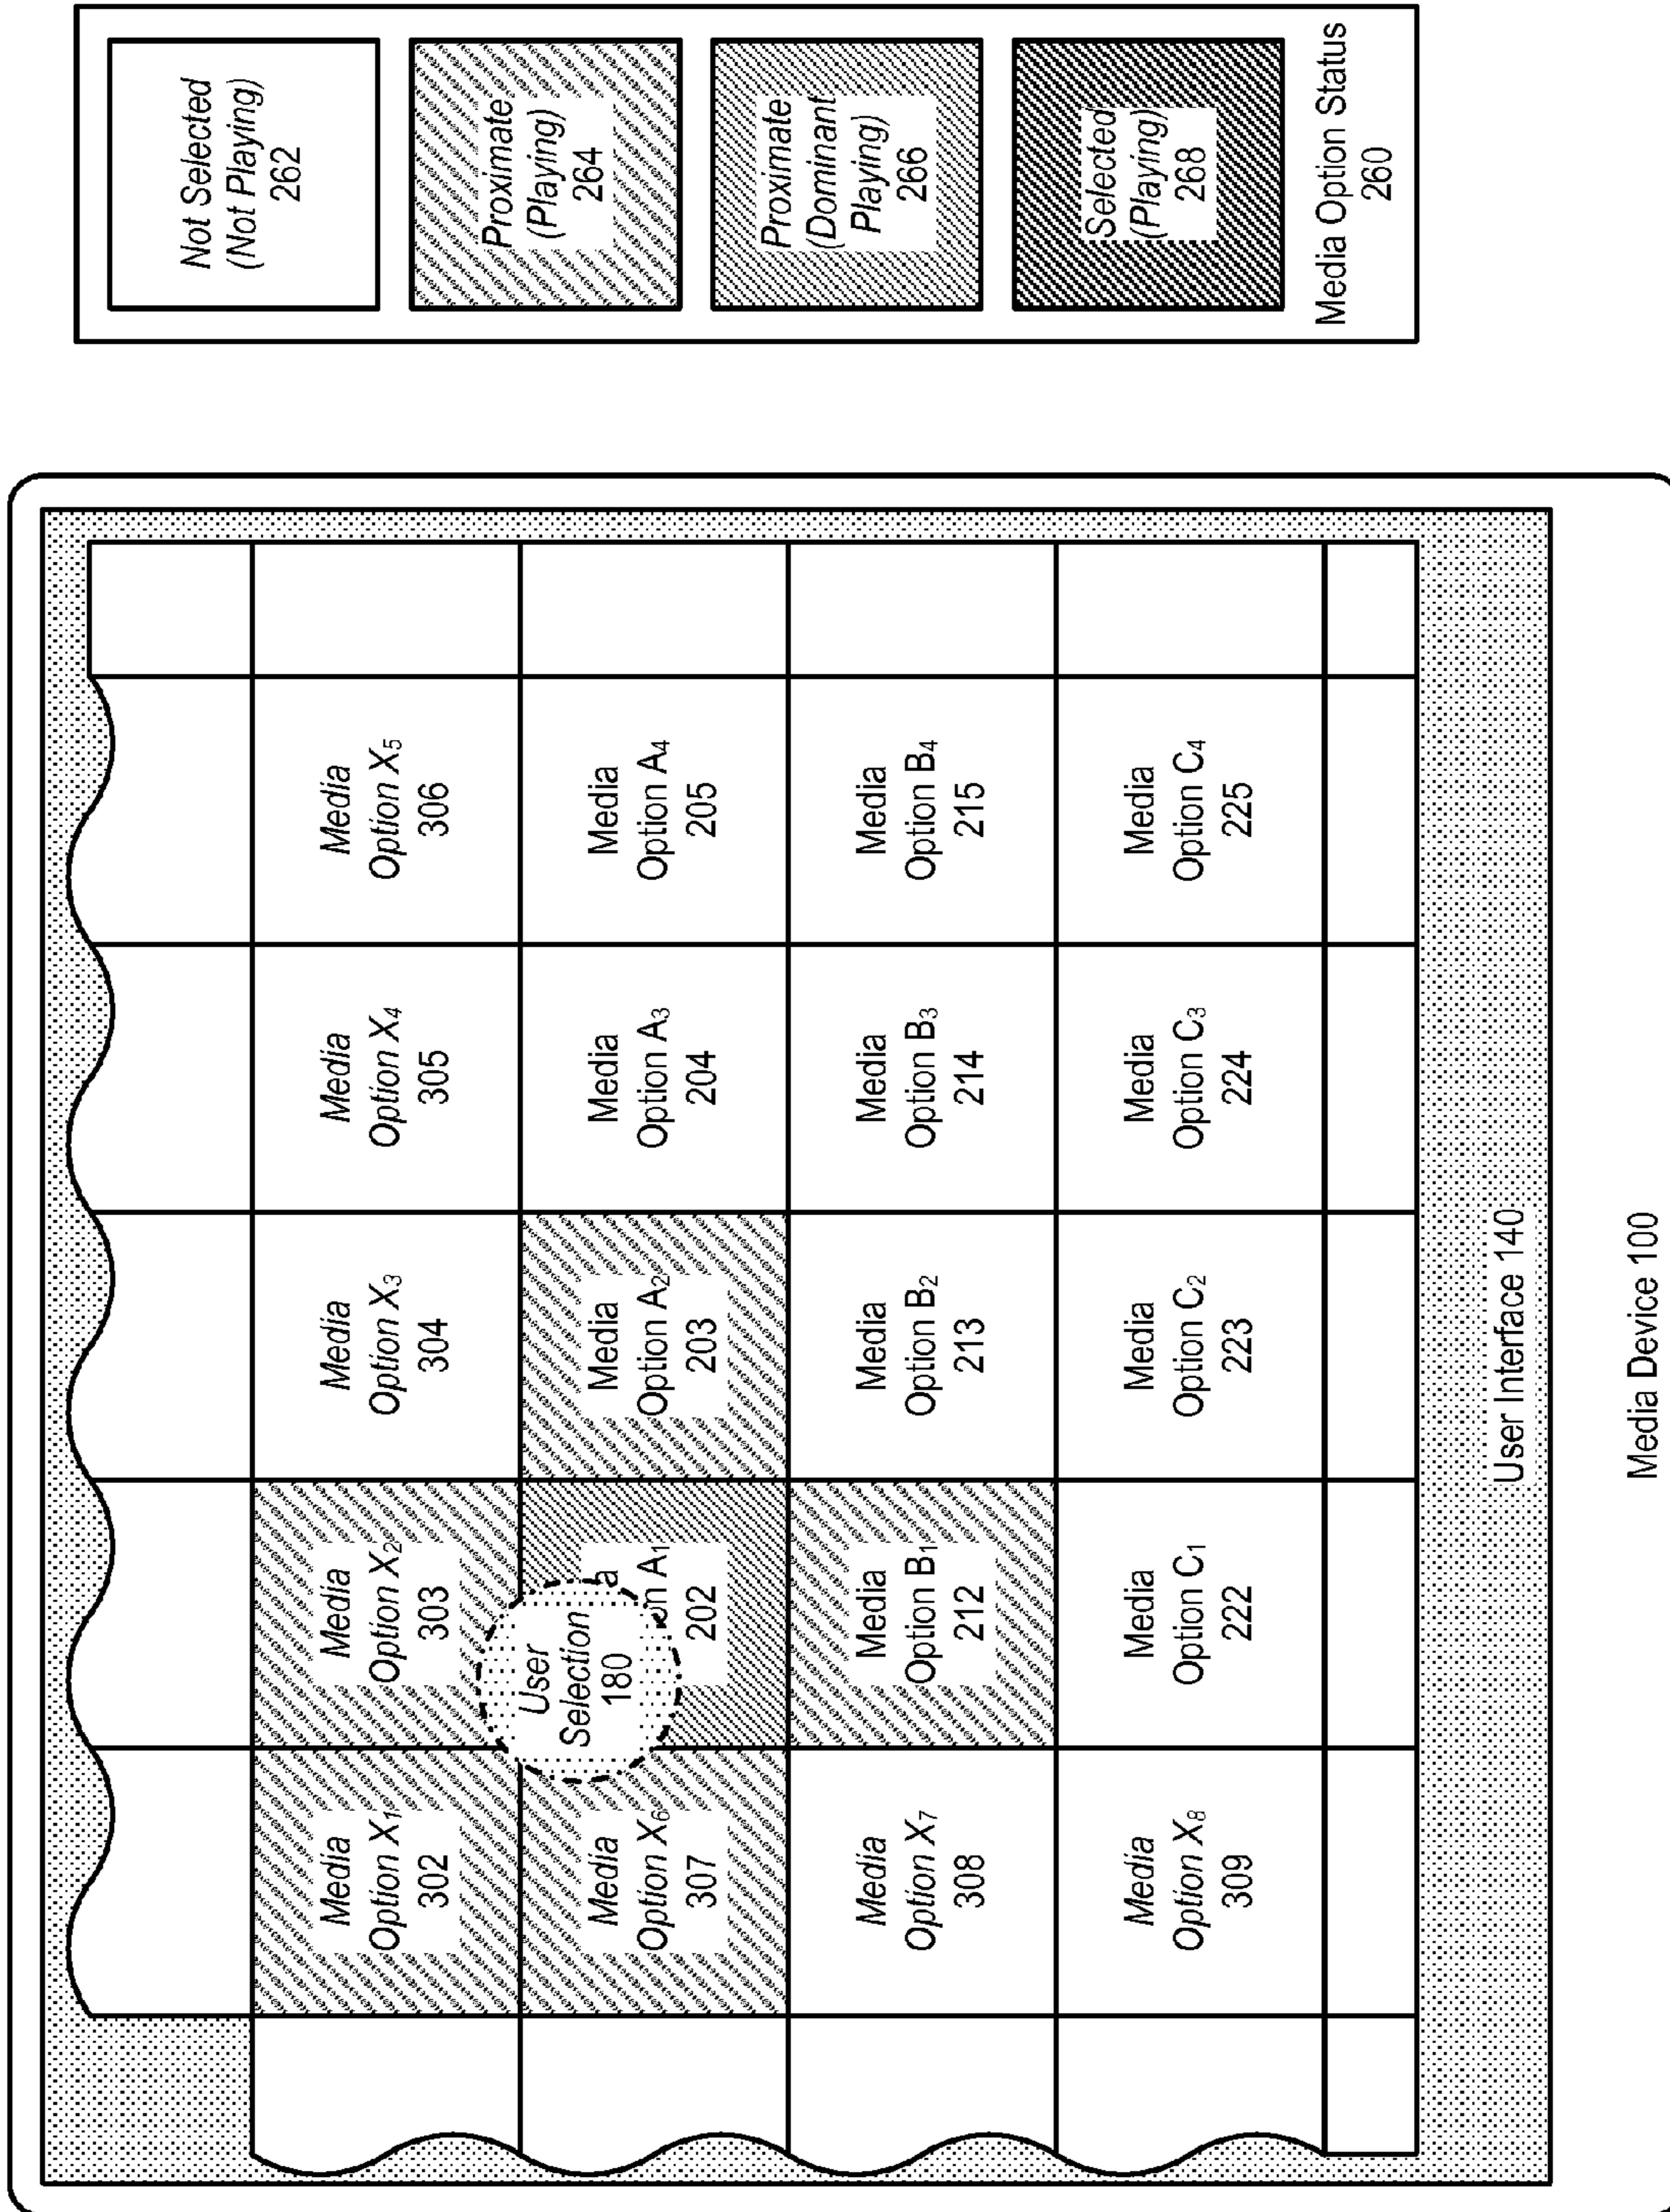 Media
Option X1
302
Media
Option X2
303
Media
Option X3
304
Media
Option X4
305
Media
Option X5
306
Media
Option X6
307
User
Selection
180
A1
202
Media
Option A2
203
Media
Option A3
204
Media
Option A4
205
Media
Option X7
308
Media
Option B1
212
Media
Option B2
213
Media
Option B3
214
Media
Option B4
215
Media
Option X8
309
Media
Option C1
222
Media
Option C2
223
Media
Option C3
224
Media
Option C4
225
User Interface 140
Media Device 100
Not Selected
(Not Playing)
262
Proximate
(Playing)
264
Proximate
(Dominant
Playing)
266
Selected
(Playing)
268
Media Option Status
260